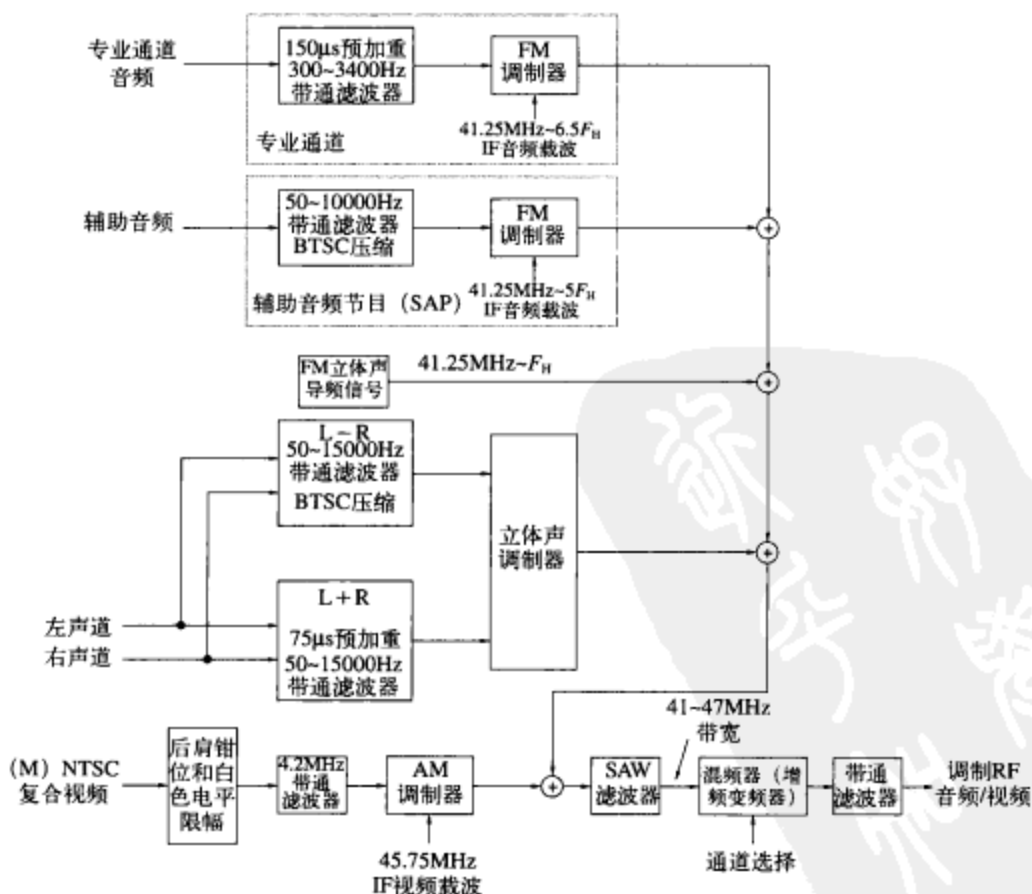 专业通道
音频
150μs预加重
300~3400Hz
带通滤波器
FM
调制器
41.25MHz~6.5FH
IF音频载波
专业通道
辅助音频
50~10000Hz
带通滤波器
BTSC压缩
FM
调制器
41.25MHz~5FH
IF音频载波
辅助音频节目（SAP）
FM立体声
导频信号
41.25MHz~FH
L-R
50~15000Hz
带通滤波器
BTSC压缩
立体声
调制器
左声道
右声道
L+R
75μs预加重
50~15000Hz
带通滤波器
41~47MHz
带宽
(M) NTSC
复合视频
后肩钳
位和白
色电平
限幅
4.2MHz
带通
滤波器
AM
调制器
45.75MHz
IF视频载波
SAW
滤波器
混频器（增
频变频器）
通道选择
带通
滤波器
调制RF
音频/视频